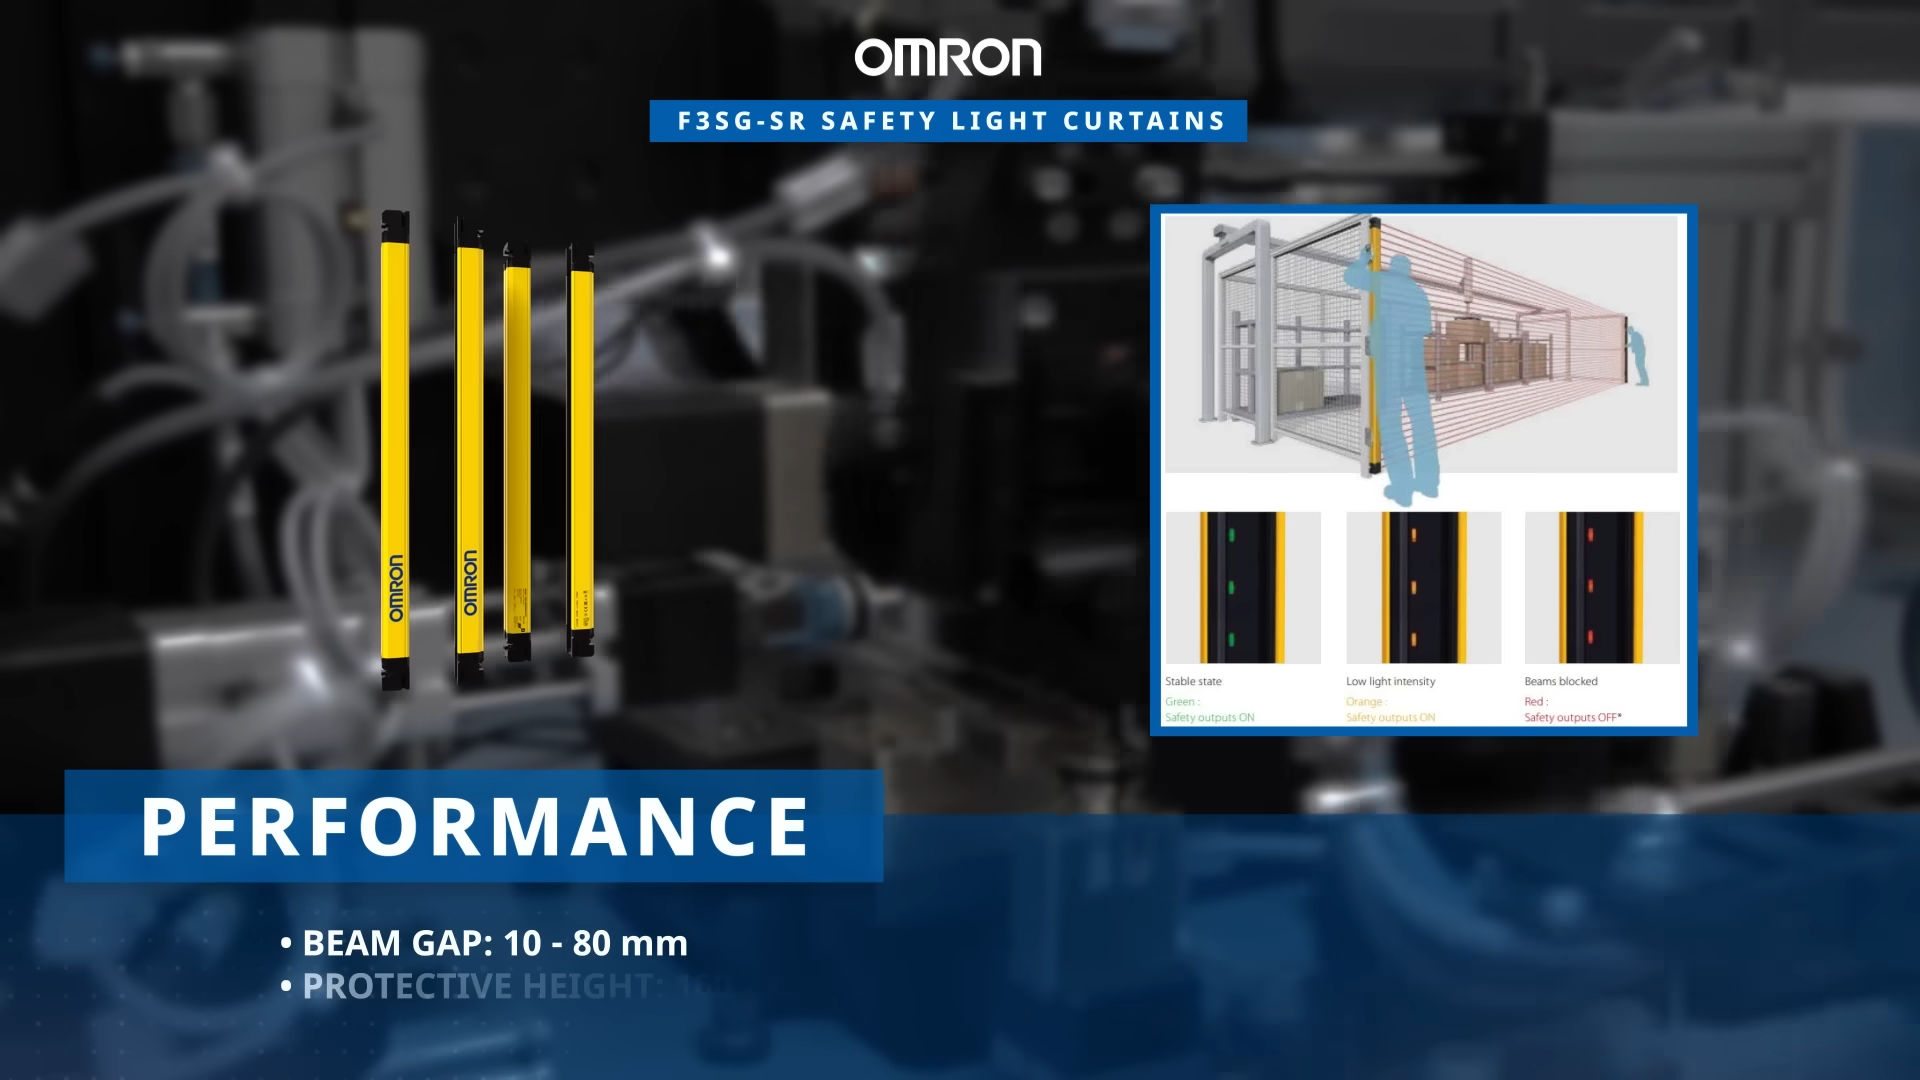 OMRON
F3SG-SR SAFETY LIGHT CURTAINS
OMRON
OMRON
Stable state
Green :
Safety outputs ON
Low light intensity
Orange :
Safety outputs ON
Beams blocked
Red :
Safety outputs OFF*
PERFORMANCE
• BEAM GAP: 10 - 80 mm
• PROTECTIVE HEIGHT: 160